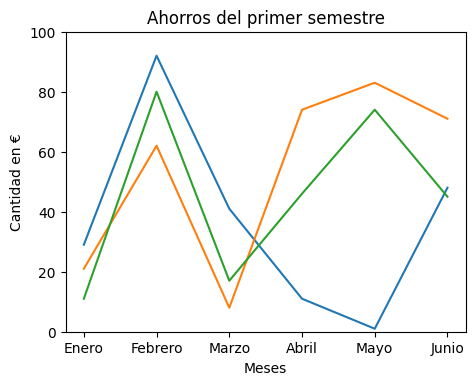 Ahorros del primer semestre
Cantidad en €
100
80
60
40
20
0
Enero Febrero Marzo Abril Mayo Junio
Meses